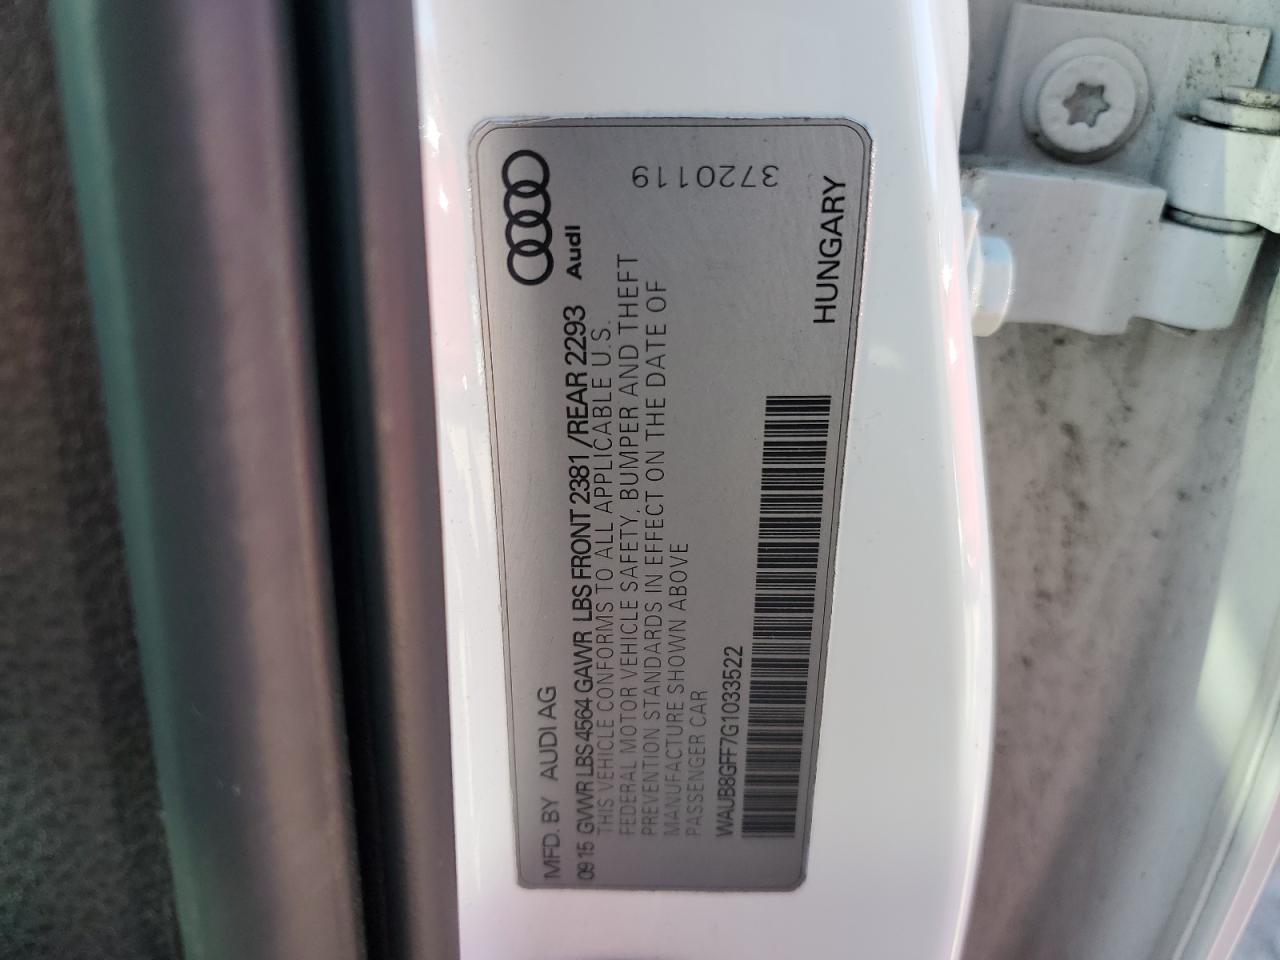 MFD. BY AUDI AG
Audi
09 15 GVWR LBS 4564 GAWR LBS FRONT 2381 /REAR 2293
THIS VEHICLE CONFORMS TO ALL APPLICABLE U.S.
FEDERAL MOTOR VEHICLE SAFETY, BUMPER AND THEFT
PREVENTION STANDARDS IN EFFECT ON THE DATE OF
MANUFACTURE SHOWN ABOVE
PASSENGER CAR
WAUB8GFF7G1033522
3720119
HUNGARY